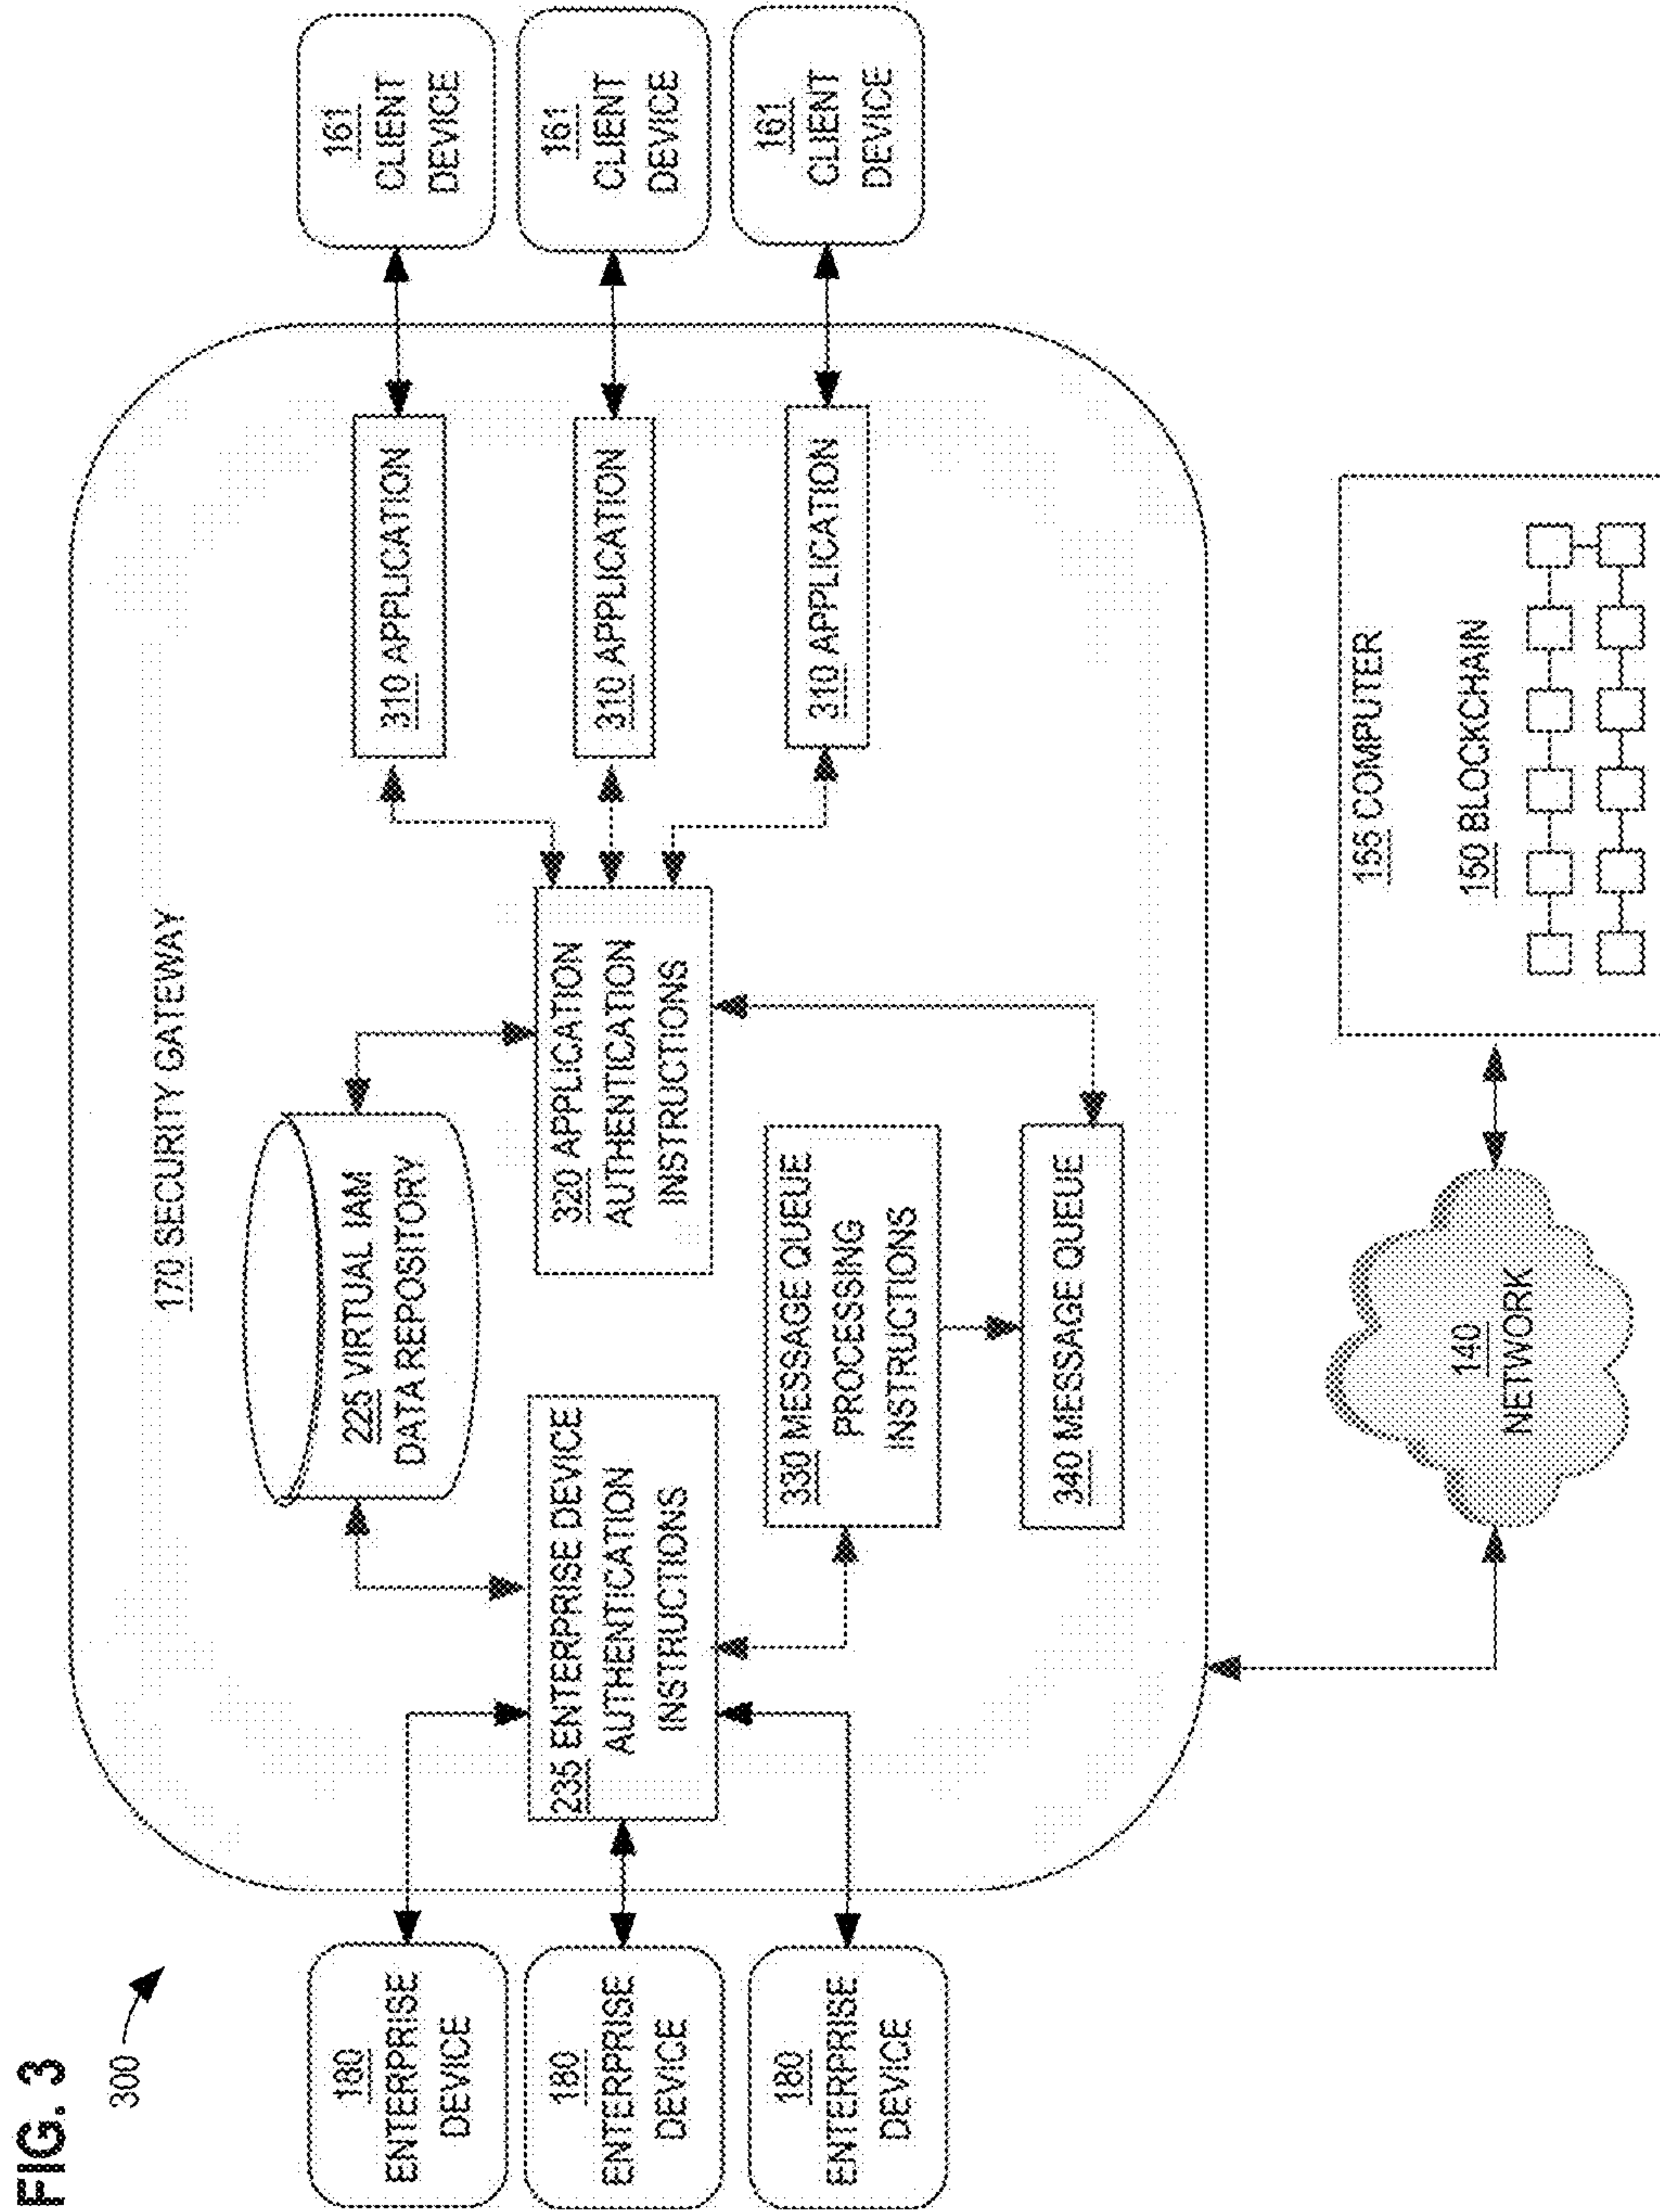 FIG. 3
300
170 SECURITY GATEWAY
180
ENTERPRISE
DEVICE
180
ENTERPRISE
DEVICE
180
ENTERPRISE
DEVICE
235 ENTERPRISE DEVICE
AUTHENTICATION
INSTRUCTIONS
225 VIRTUAL IAM
DATA REPOSITORY
330 MESSAGE QUEUE
PROCESSING
INSTRUCTIONS
340 MESSAGE QUEUE
320 APPLICATION
AUTHENTICATION
INSTRUCTIONS
310 APPLICATION
310 APPLICATION
310 APPLICATION
161
CLIENT
DEVICE
161
CLIENT
DEVICE
161
CLIENT
DEVICE
140
NETWORK
155 COMPUTER
150 BLOCKCHAIN